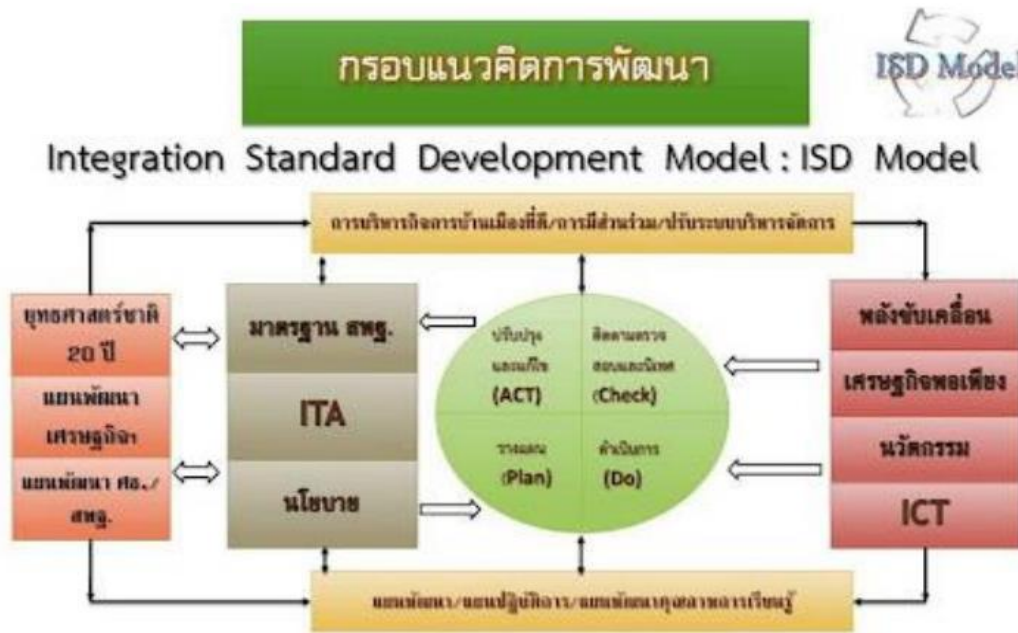 กรอบแนวคิดการพัฒนา
ISD Model
Integration Standard Development Model : ISD Model
การบริหารกิจการบ้านเมืองที่ดี/การมีส่วนร่วม/ปรับระบบบริหารจัดการ
ยุทธศาสตร์ชาติ
20 ปี
แผนพัฒนา
เศรษฐกิจฯ
แผนพัฒนา ศธ./
สพฐ.
มาตรฐาน สพฐ.
ITA
นโยบาย
ปรับปรุง
และแก้ไข
(ACT)
ติดตามตรวจ
สอบและนิเทศ
(Check)
วางแผน
(Plan)
ดำเนินการ
(Do)
พลังขับเคลื่อน
เศรษฐกิจพอเพียง
นวัตกรรม
ICT
แผนพัฒนา/แผนปฏิบัติการ/แผนพัฒนาคุณภาพการเรียนรู้